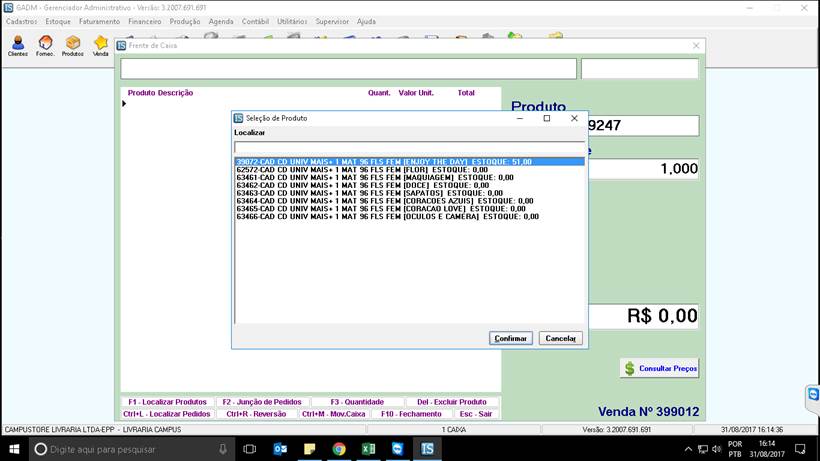 GADM - Gerenciador Administrativo - Versão: 3.2007.691.691
Cadastros Estoque Faturamento Financeiro Produção Agenda Contábil Utilitários Supervisor Ajuda
Clientes Fornec. Produtos Venda
Frente de Caixa
Produto Descrição Quant. Valor Unit. Total
Produto
9247
1,000
Seleção de Produto
Localizar
39072-CAD CD UNIV MAIS+ 1 MAT 96 FLS FEM [ENJOY THE DAY] ESTOQUE: 51,00
62572-CAD CD UNIV MAIS+ 1 MAT 96 FLS FEM [FLOR] ESTOQUE: 0,00
63461-CAD CD UNIV MAIS+ 1 MAT 96 FLS FEM [MAQUIAGEM] ESTOQUE: 0,00
63462-CAD CD UNIV MAIS+ 1 MAT 96 FLS FEM [DOCE] ESTOQUE: 0,00
63463-CAD CD UNIV MAIS+ 1 MAT 96 FLS FEM [SAPATOS] ESTOQUE: 0,00
63464-CAD CD UNIV MAIS+ 1 MAT 96 FLS FEM [CORACOES AZUIS] ESTOQUE: 0,00
63465-CAD CD UNIV MAIS+ 1 MAT 96 FLS FEM [CORACAO LOVE] ESTOQUE: 0,00
63466-CAD CD UNIV MAIS+ 1 MAT 96 FLS FEM [OCULOS E CAMERA] ESTOQUE: 0,00
Confirmar Cancelar
R$ 0,00
Consultar Preços
F1 - Localizar Produtos F2 - Junção de Pedidos F3 - Quantidade Del - Excluir Produto
Ctrl+L - Localizar Pedidos Ctrl+R - Reversão Ctrl+M - Mov.Caixa F10 - Fechamento Esc - Sair
Venda Nº 399012
CAMPUSTORE LIVRARIA LTDA-EPP - LIVRARIA CAMPUS 1 CAIXA Versão: 3.2007.691.691 31/08/2017 16:14:36
Digite aqui para pesquisar
POR
PTB
16:14
31/08/2017